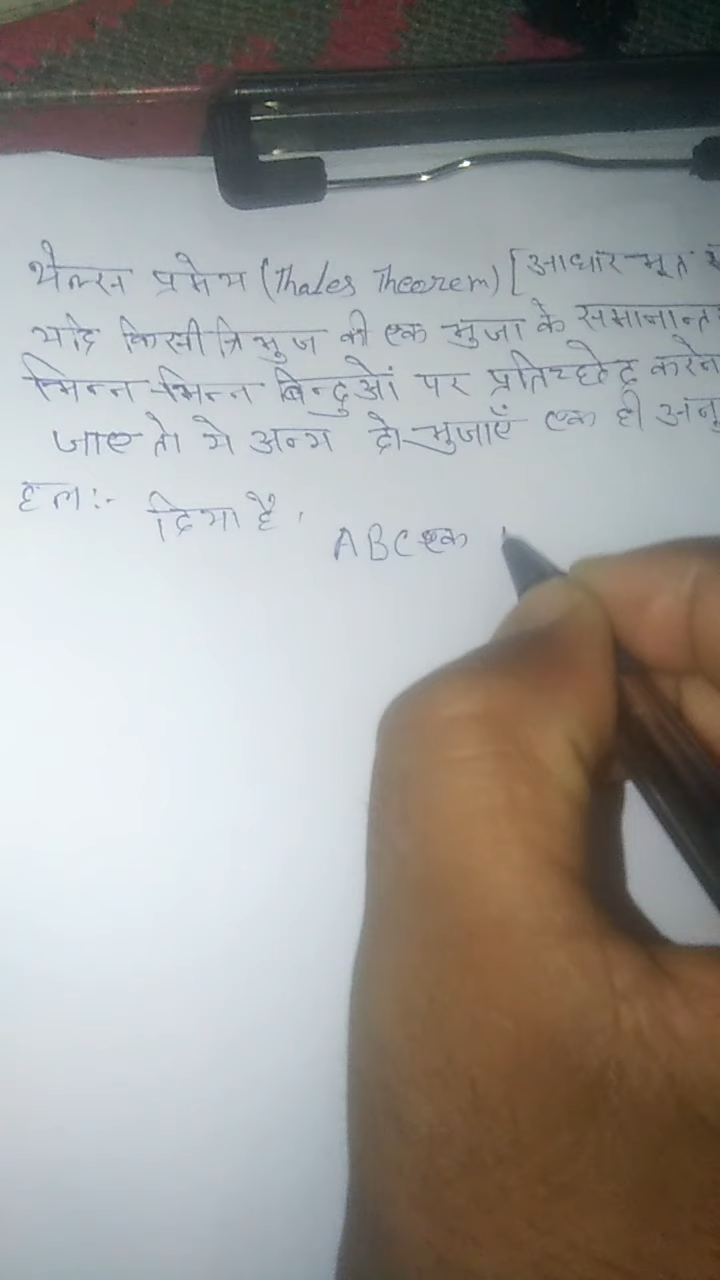 थेल्स प्रमेय (Thales Theorem) [आधारभूत
यदि किसी त्रिभुज की एक भुजा के समानान्त
भिन्न-भिन्न बिन्दुओं पर प्रतिच्छेद करने
जाए तो ये अन्य दो भुजाएँ एक ही अनु
हल :- दिया है,
ABC एक